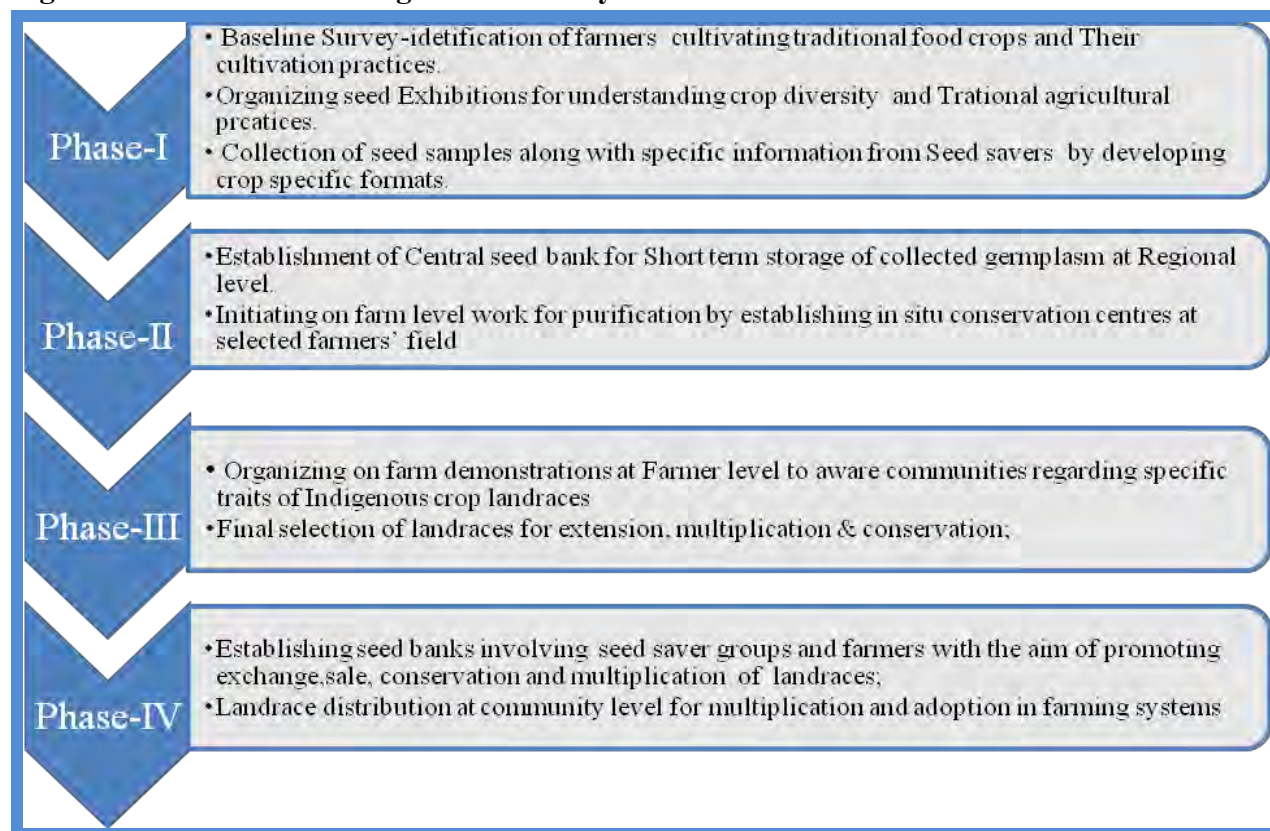 Phase-I
• Baseline Survey-idetification of farmers cultivating traditional food crops and Their
cultivation practices.
•Organizing seed Exhibitions for understanding crop diversity and Trational agricultural
prcatices.
• Collection of seed samples along with specific information from Seed savers by developing
crop specific formats.
Phase-II
•Establishment of Central seed bank for Short term storage of collected germplasm at Regional
level.
•Initiating on farm level work for purification by establishing in situ conservation centres at
selected farmers’ field
Phase-III
• Organizing on farm demonstrations at Farmer level to aware communities regarding specific
traits of Indigenous crop landraces
•Final selection of landraces for extension, multiplication & conservation;
Phase-IV
•Establishing seed banks involving seed saver groups and farmers with the aim of promoting
exchange,sale, conservation and multiplication of landraces;
•Landrace distribution at community level for multiplication and adoption in farming systems